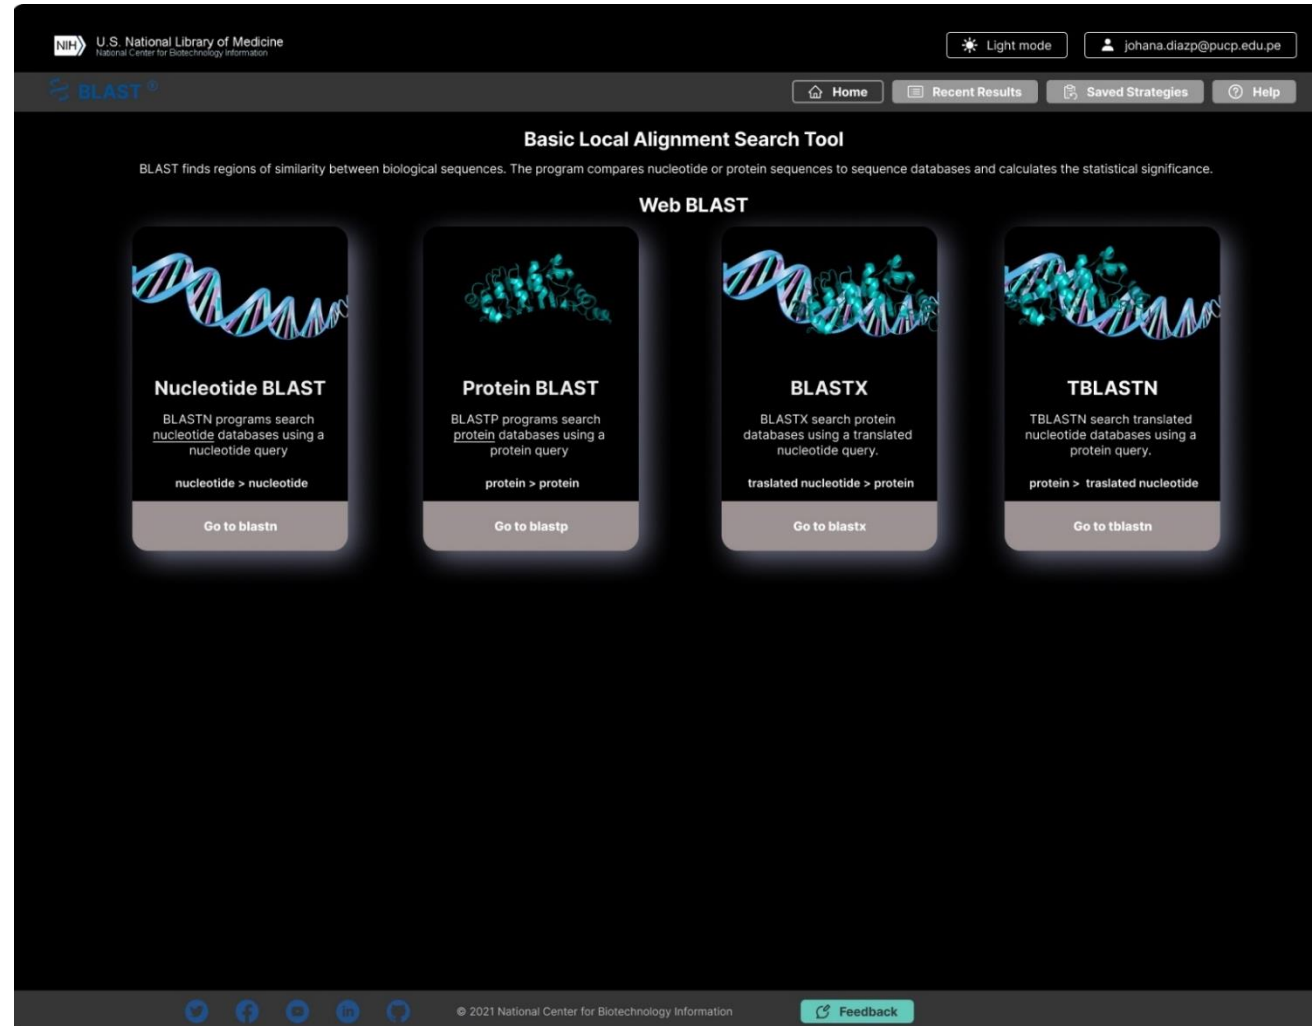 NIH
U.S. National Library of Medicine
National Center for Biotechnology Information
Light mode
johana.diazp@pucp.edu.pe
BLAST ®
Home
Recent Results
Saved Strategies
Help
Basic Local Alignment Search Tool
BLAST finds regions of similarity between biological sequences. The program compares nucleotide or protein sequences to sequence databases and calculates the statistical significance.
Web BLAST
Nucleotide BLAST
BLASTN programs search
nucleotide databases using a
nucleotide query
nucleotide > nucleotide
Go to blastn
Protein BLAST
BLASTP programs search
protein databases using a
protein query
protein > protein
Go to blastp
BLASTX
BLASTX search protein
databases using a translated
nucleotide query.
traslated nucleotide > protein
Go to blastx
TBLASTN
TBLASTN search translated
nucleotide databases using a
protein query.
protein > traslated nucleotide
Go to tblastn
in
© 2021 National Center for Biotechnology Information
Feedback